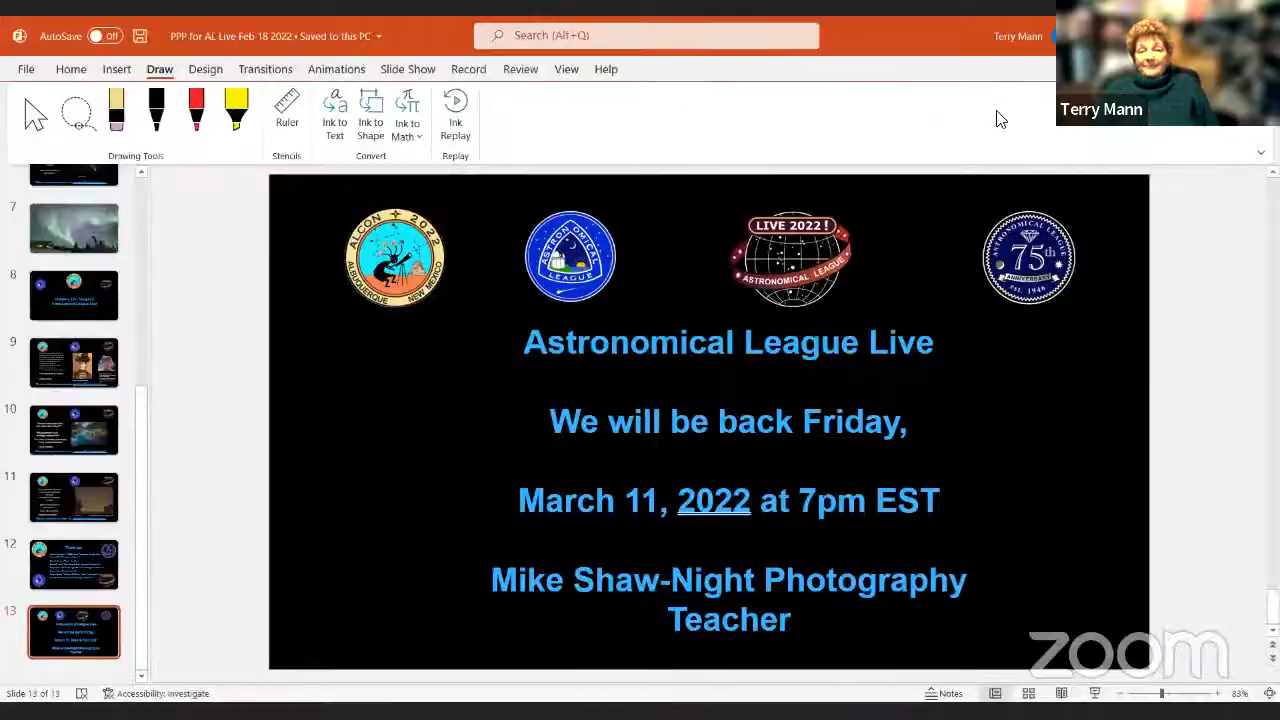 AutoSave
Off
PPP for AL Live Feb 18 2022 • Saved to this PC
Search (Alt+Q)
Terry Mann
File Home Insert Draw Design Transitions Animations Slide Show Record Review View Help
Terry Mann
Ruler
Ink to Text
Ink to Shape
Ink to Math
Ink Replay
Drawing Tools
Stencils
Convert
Replay
7
8
9
10
11
12
13
ALCON 2022
ALBUQUERQUE NEW MEXICO
ASTRONOMICAL LEAGUE
LIVE 2022!
ASTRONOMICAL LEAGUE
ASTRONOMICAL LEAGUE
75th
ANNIVERSARY
EST. 1946
Astronomical League Live
We will be back Friday,
March 11, 2022 at 7pm EST
Mike Shaw-Night Photography
Teacher
zoom
Slide 13 of 13
Accessibility: Investigate
Notes
83%